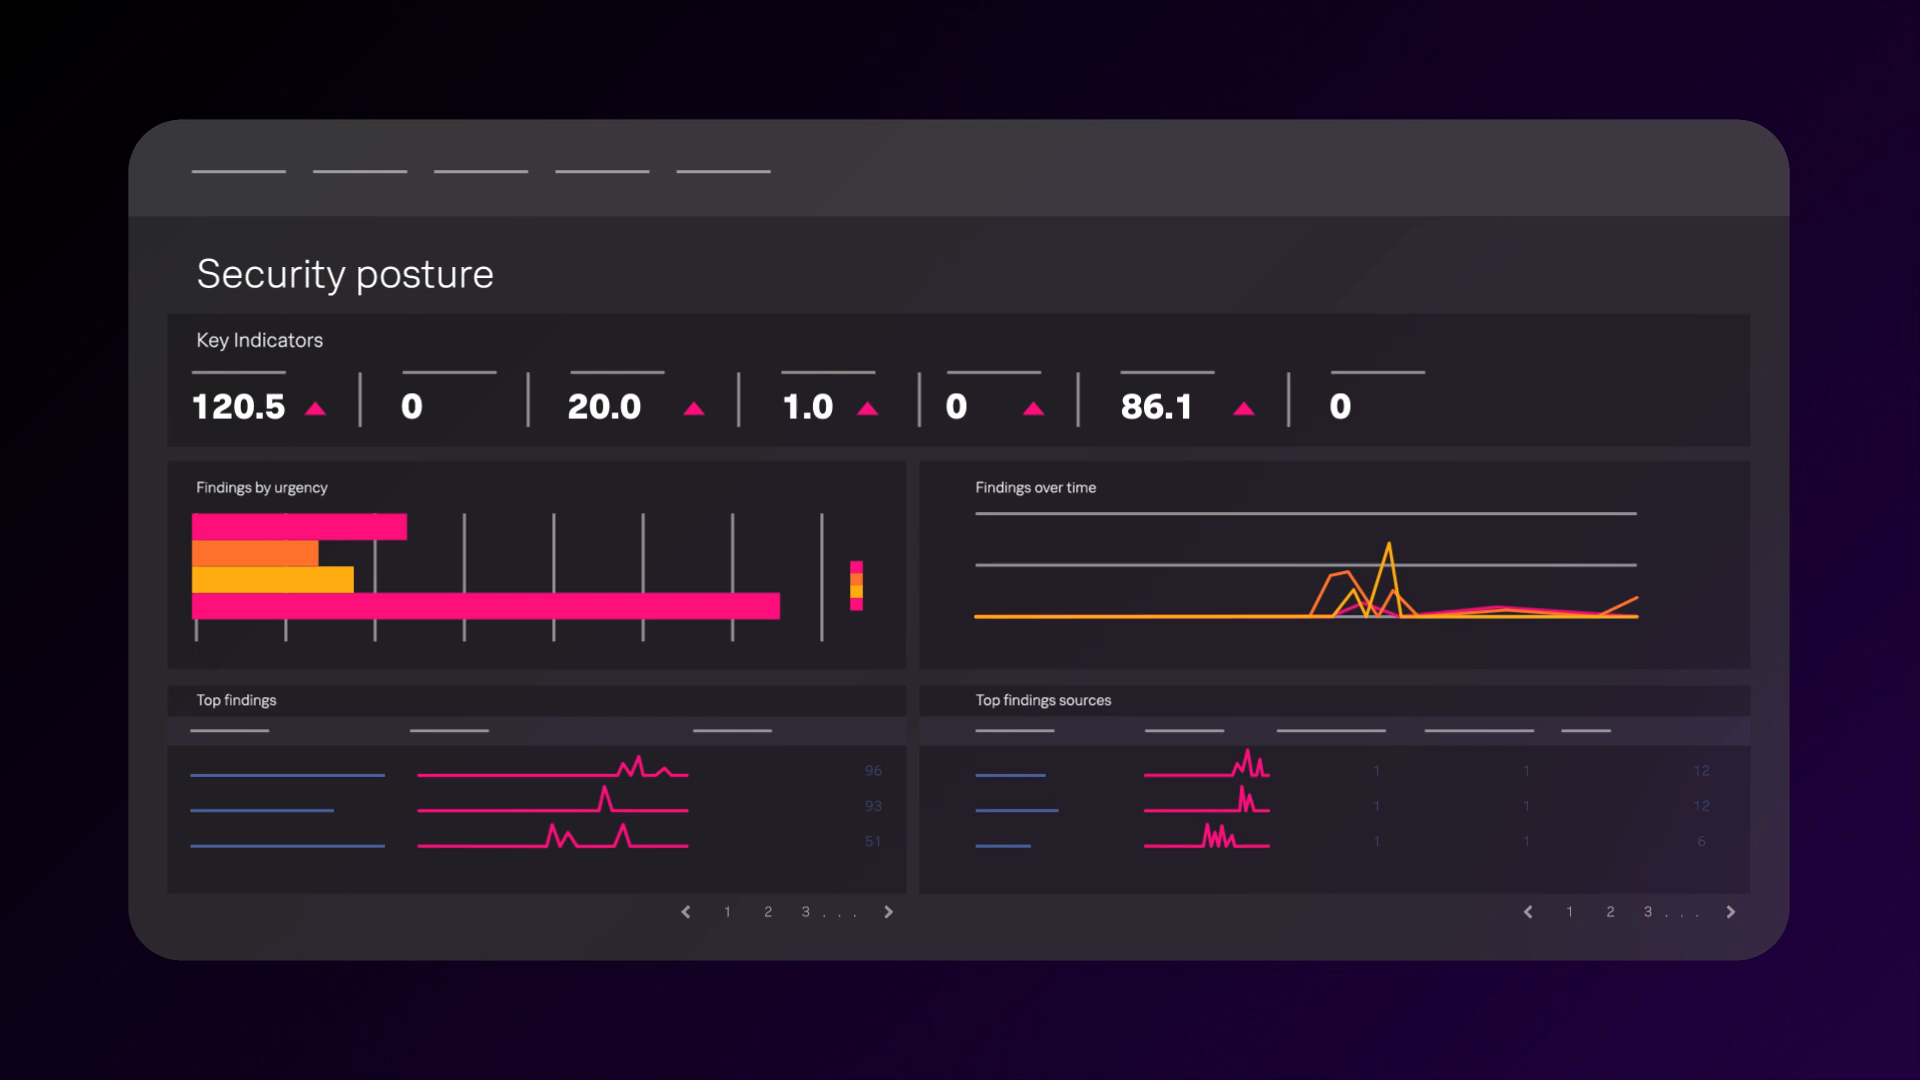 Security posture
Key Indicators
120.5 0 20.0 1.0 0 86.1 0
Findings by urgency
Findings over time
Top findings
96
93
51
1 2 3 . . .
Top findings sources
1 1 12
1 1 12
1 1 6
1 2 3 . . .